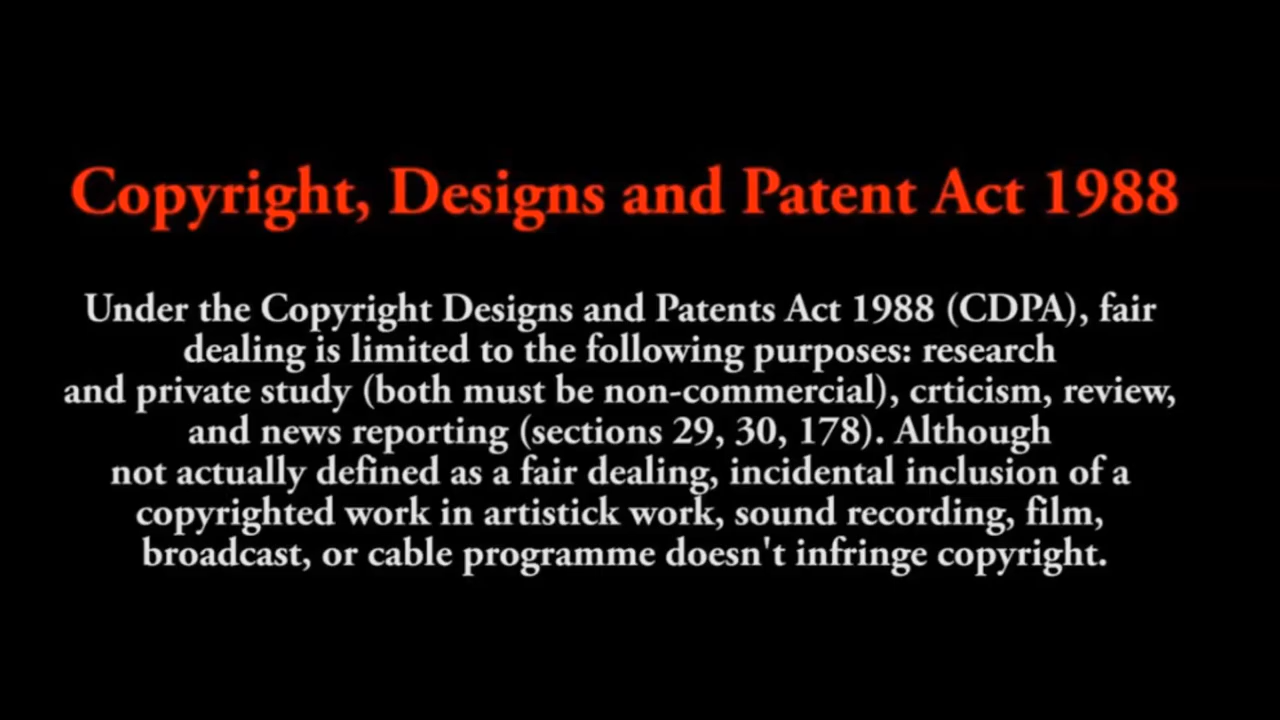 Copyright, Designs and Patent Act 1988
Under the Copyright Designs and Patents Act 1988 (CDPA), fair
dealing is limited to the following purposes: research
and private study (both must be non-commercial), crticism, review,
and news reporting (sections 29, 30, 178). Although
not actually defined as a fair dealing, incidental inclusion of a
copyrighted work in artistick work, sound recording, film,
broadcast, or cable programme doesn't infringe copyright.